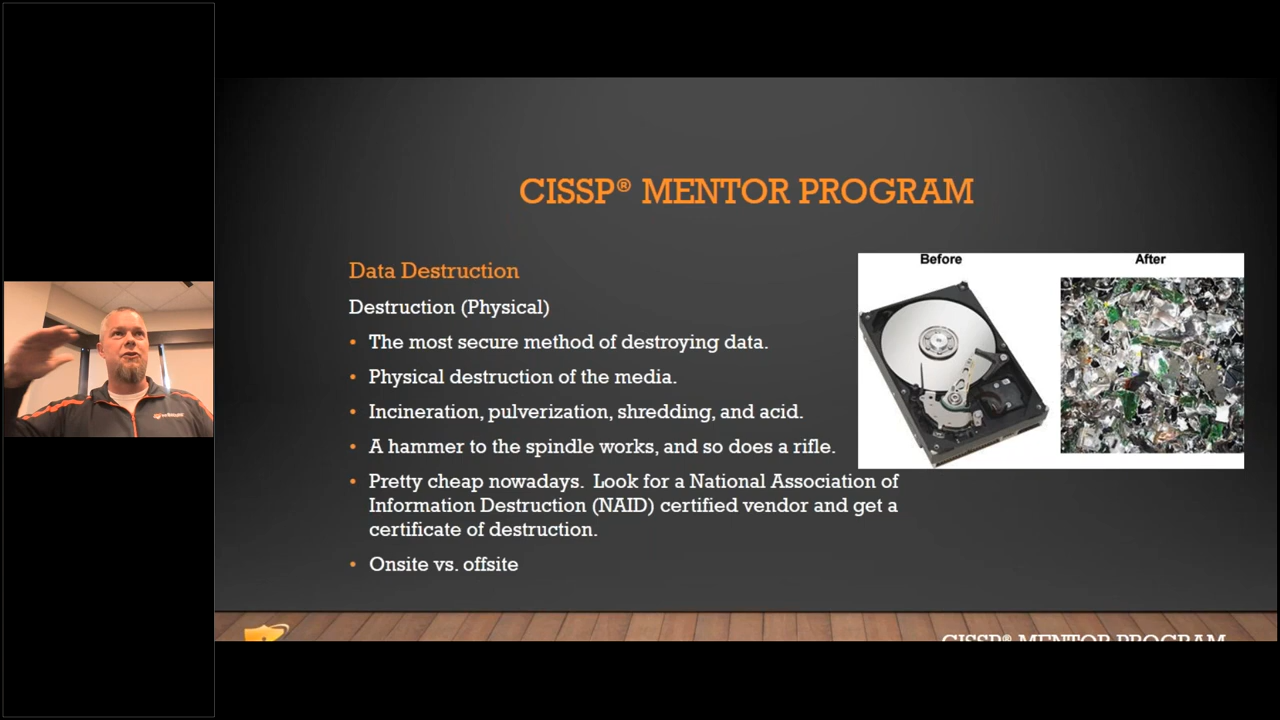 CISSP® MENTOR PROGRAM
Data Destruction
Destruction (Physical)
• The most secure method of destroying data.
• Physical destruction of the media.
• Incineration, pulverization, shredding, and acid.
• A hammer to the spindle works, and so does a rifle.
• Pretty cheap nowadays.  Look for a National Association of
Information Destruction (NAID) certified vendor and get a
certificate of destruction.
• Onsite vs. offsite
Before
After
CISSP® MENTOR PROGRAM